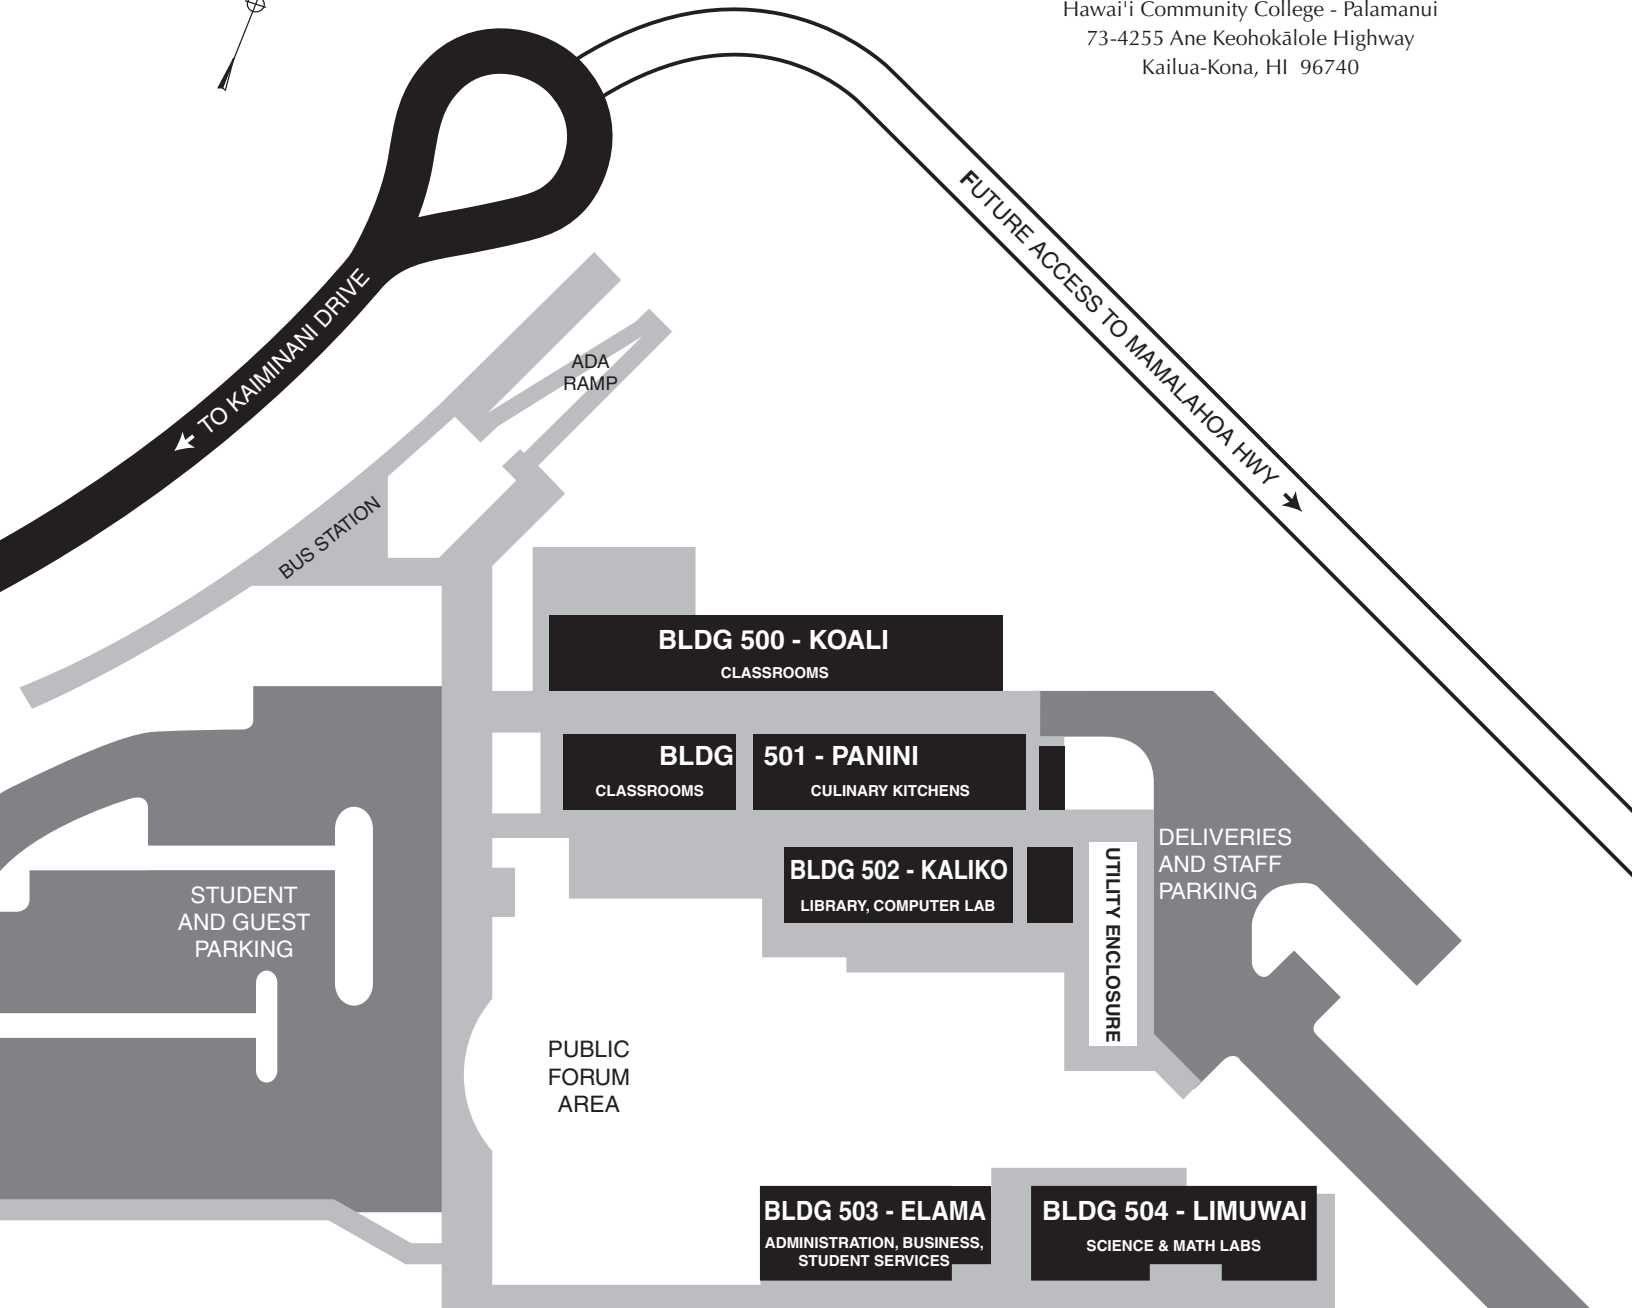 Hawai'i Community College - Palamanui
73-4255 Ane Keohokālole Highway
Kailua-Kona, HI  96740
FUTURE ACCESS TO MAMALAHOA HWY
TO KAIMINANI DRIVE
ADA
RAMP
BUS STATION
BLDG 500 - KOALI
CLASSROOMS
BLDG 501 - PANINI
CLASSROOMS
CULINARY KITCHENS
BLDG 502 - KALIKO
LIBRARY, COMPUTER LAB
UTILITY ENCLOSURE
DELIVERIES
AND STAFF
PARKING
STUDENT
AND GUEST
PARKING
PUBLIC
FORUM
AREA
BLDG 503 - ELAMA
ADMINISTRATION, BUSINESS,
STUDENT SERVICES
BLDG 504 - LIMUWAI
SCIENCE & MATH LABS